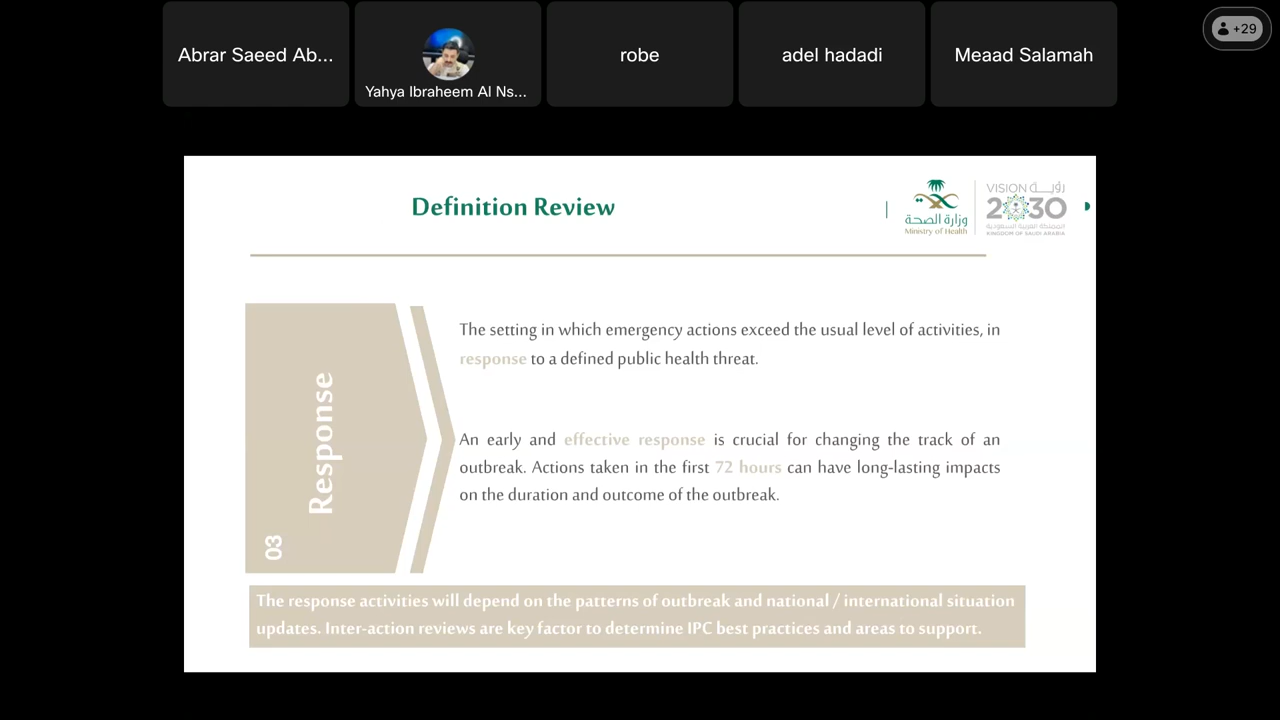 Abrar Saeed Ab...
Yahya Ibraheem Al Ns...
robe
adel hadadi
Meaad Salamah
+29
Definition Review
وزارة الصحة
Ministry of Health
VISION رؤيـــة
2030
المملكة العربية السعودية
KINGDOM OF SAUDI ARABIA
The setting in which emergency actions exceed the usual level of activities, in
response to a defined public health threat.
Response
03
An early and effective response is crucial for changing the track of an
outbreak. Actions taken in the first 72 hours can have long-lasting impacts
on the duration and outcome of the outbreak.
The response activities will depend on the patterns of outbreak and national / international situation
updates. Inter-action reviews are key factor to determine IPC best practices and areas to support.